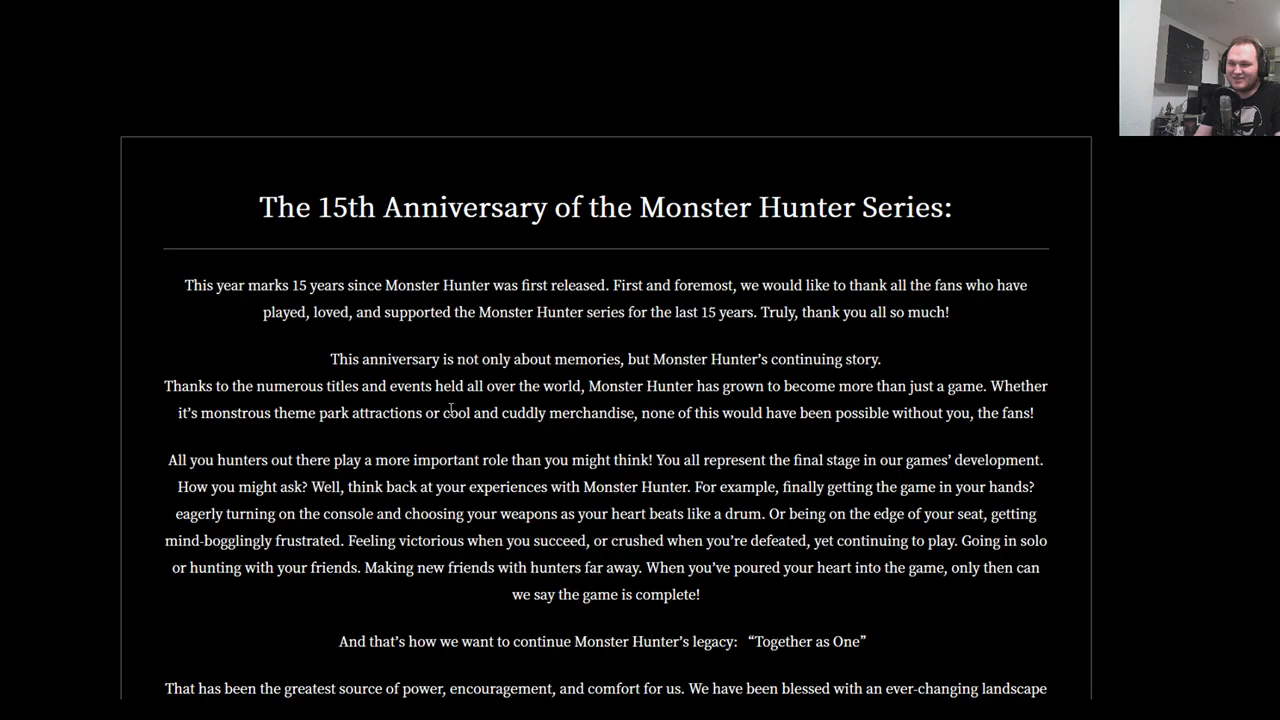 The 15th Anniversary of the Monster Hunter Series:
This year marks 15 years since Monster Hunter was first released. First and foremost, we would like to thank all the fans who have
played, loved, and supported the Monster Hunter series for the last 15 years. Truly, thank you all so much!
This anniversary is not only about memories, but Monster Hunter’s continuing story.
Thanks to the numerous titles and events held all over the world, Monster Hunter has grown to become more than just a game. Whether
it’s monstrous theme park attractions or cool and cuddly merchandise, none of this would have been possible without you, the fans!
All you hunters out there play a more important role than you might think! You all represent the final stage in our games’ development.
How you might ask? Well, think back at your experiences with Monster Hunter. For example, finally getting the game in your hands?
eagerly turning on the console and choosing your weapons as your heart beats like a drum. Or being on the edge of your seat, getting
mind-bogglingly frustrated. Feeling victorious when you succeed, or crushed when you’re defeated, yet continuing to play. Going in solo
or hunting with your friends. Making new friends with hunters far away. When you’ve poured your heart into the game, only then can
we say the game is complete!
And that’s how we want to continue Monster Hunter’s legacy: “Together as One”
That has been the greatest source of power, encouragement, and comfort for us. We have been blessed with an ever-changing landscape